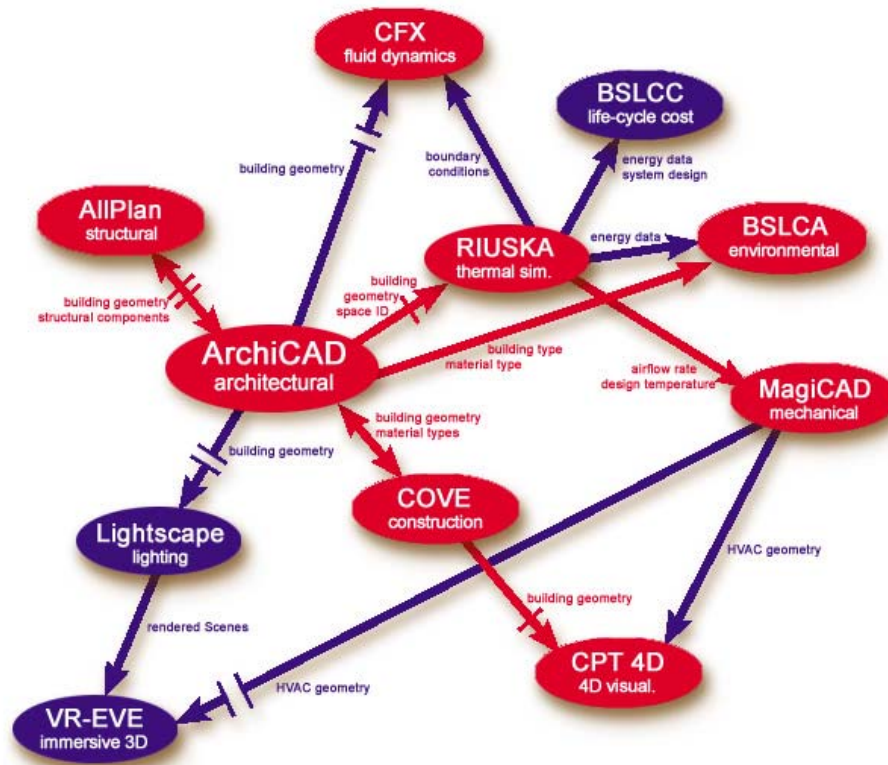 CFX
fluid dynamics
BSLCC
life-cycle cost
building geometry
boundary
conditions
energy data
system design
AllPlan
structural
RIUSKA
thermal sim.
energy data
BSLCA
environmental
building geometry
structural components
building
geometry
space ID
ArchiCAD
architectural
building type
material type
airflow rate
design temperature
MagiCAD
mechanical
building geometry
material types
building geometry
COVE
construction
Lightscape
lighting
HVAC geometry
building geometry
rendered Scenes
CPT 4D
4D visual.
HVAC geometry
VR-EVE
immersive 3D